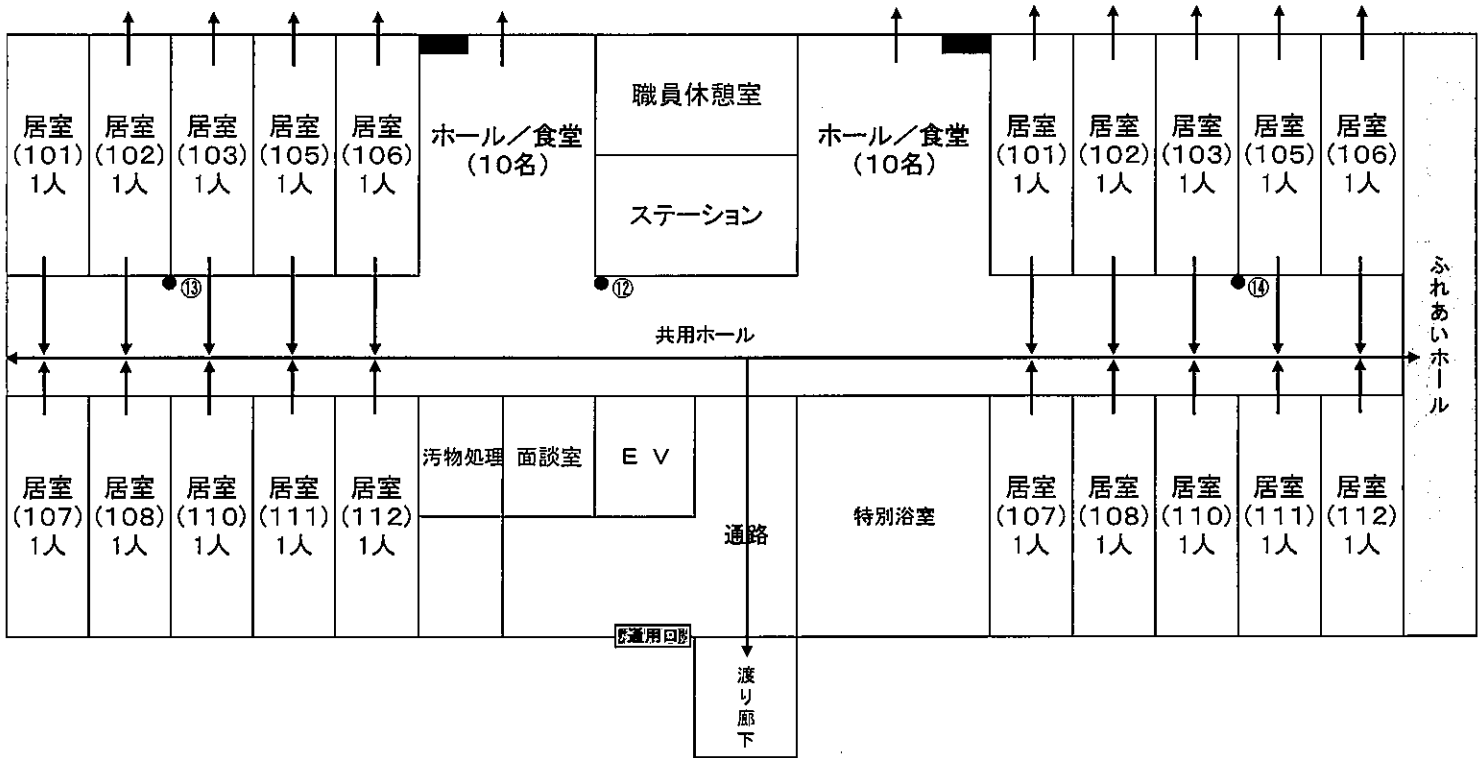 居室
(101)
1人
居室
(102)
1人
居室
(103)
1人
居室
(105)
1人
居室
(106)
1人
ホール／食堂
(10名)
職員休憩室
ステーション
ホール／食堂
(10名)
居室
(101)
1人
居室
(102)
1人
居室
(103)
1人
居室
(105)
1人
居室
(106)
1人
⑬
⑫
⑭
共用ホール
ふれあいホール
居室
(107)
1人
居室
(108)
1人
居室
(110)
1人
居室
(111)
1人
居室
(112)
1人
汚物処理
面談室
ＥＶ
通路
特別浴室
居室
(107)
1人
居室
(108)
1人
居室
(110)
1人
居室
(111)
1人
居室
(112)
1人
通用口
渡り廊下